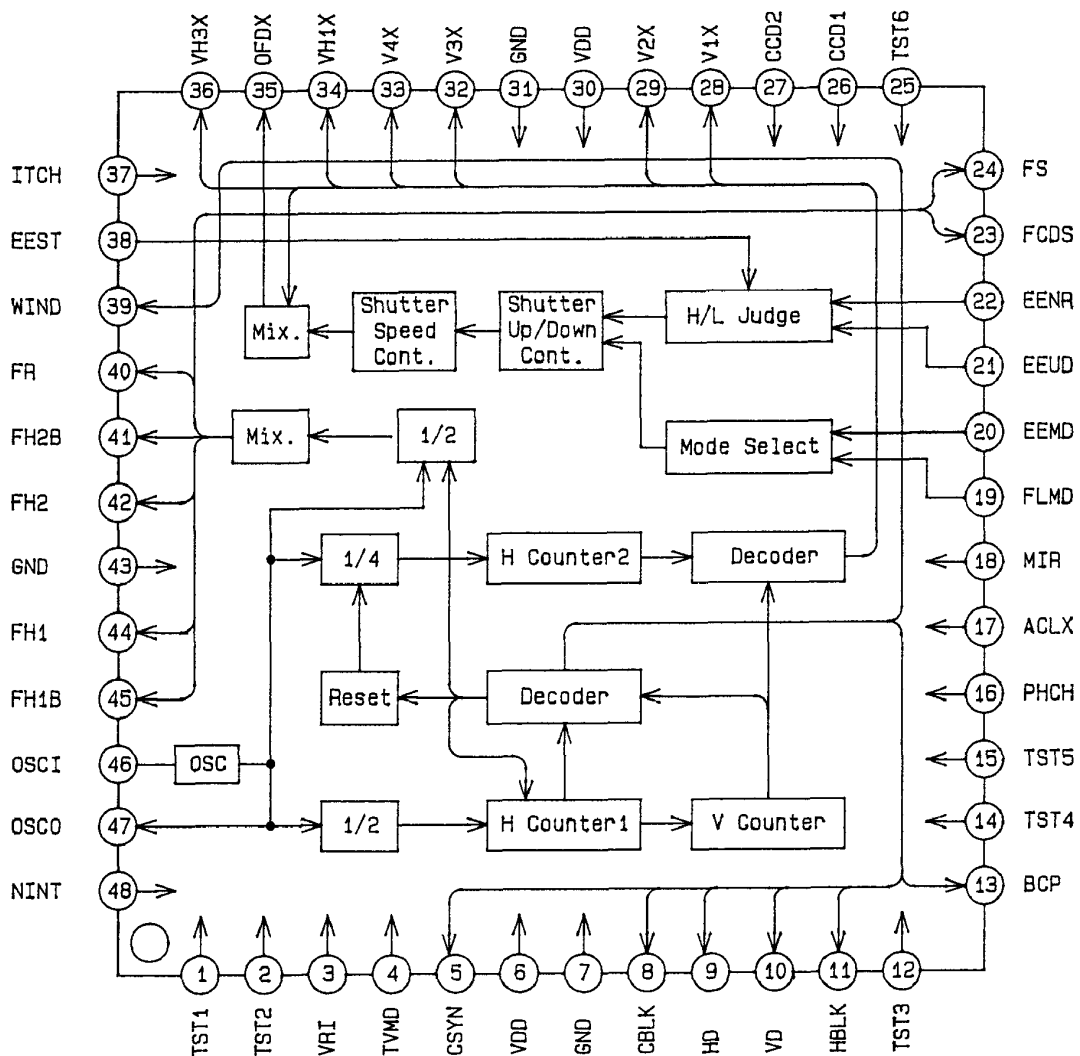 VH3X
OFDX
VH1X
V4X
V3X
GND
VDD
V2X
V1X
CCD2
CCD1
TST6
36
35
34
33
32
31
30
29
28
27
26
25
ITCH
37
24
FS
EEST
38
23
FCDS
WIND
39
22
EENR
Mix.
Shutter
Speed
Cont.
Shutter
Up/Down
Cont.
H/L Judge
FR
40
21
EEUD
FH2B
41
Mix.
1/2
Mode Select
20
EEMD
FH2
42
19
FLMD
GND
43
1/4
H Counter2
Decoder
18
MIR
FH1
44
17
ACLX
FH1B
45
Reset
Decoder
16
PHCH
OSCI
46
OSC
15
TST5
OSCO
47
1/2
H Counter1
V Counter
14
TST4
NINT
48
13
BCP
1
2
3
4
5
6
7
8
9
10
11
12
TST1
TST2
VRI
TVMD
CSYN
VDD
GND
CBLK
HD
VD
HBLK
TST3